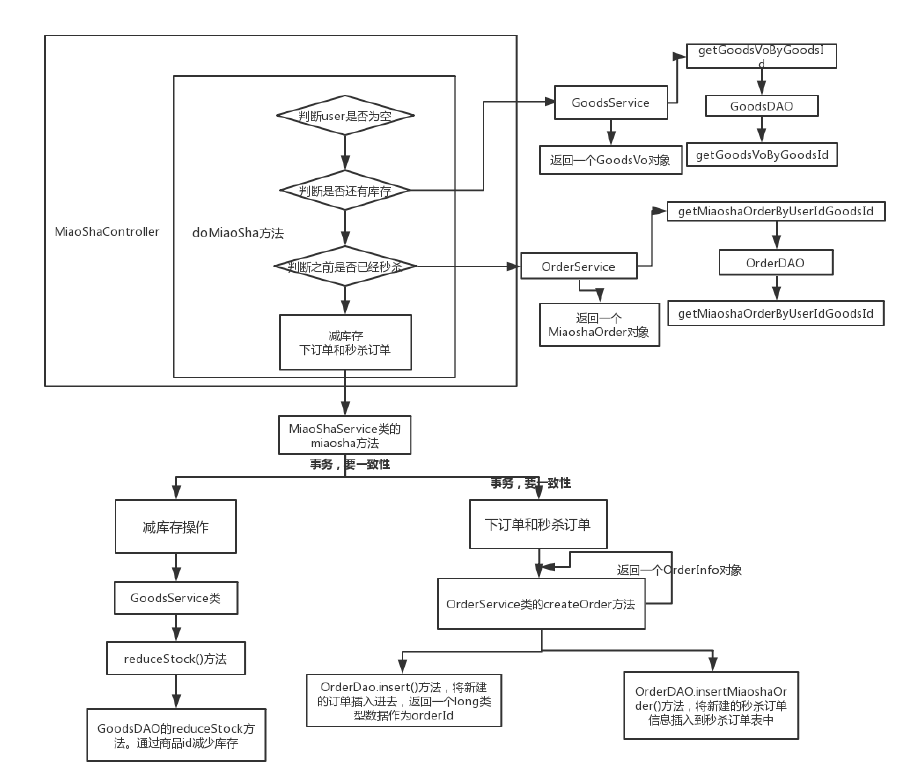 MiaoShaController
doMiaoSha方法
判断user是否为空
判断是否还有库存
判断之前是否已经秒杀
减库存
下订单和秒杀订单
GoodsService
返回一个GoodsVo对象
getGoodsVoByGoodsI
d
GoodsDAO
getGoodsVoByGoodsId
OrderService
返回一个
MiaoshaOrder对象
getMiaoshaOrderByUserIdGoodsId
OrderDAO
getMiaoshaOrderByUserIdGoodsId
MiaoShaService类的
miaosha方法
事务，要一致性
事务，要一致性
减库存操作
GoodsService类
reduceStock()方法
GoodsDAO的reduceStock方
法。通过商品id减少库存
下订单和秒杀订单
返回一个OrderInfo对象
OrderService类的createOrder方法
OrderDao.insert()方法，将新建
的订单插入进去，返回一个long类
型数据作为orderId
OrderDAO.insertMiaoshaOr
der()方法，将新建的秒杀订单
信息插入到秒杀订单表中